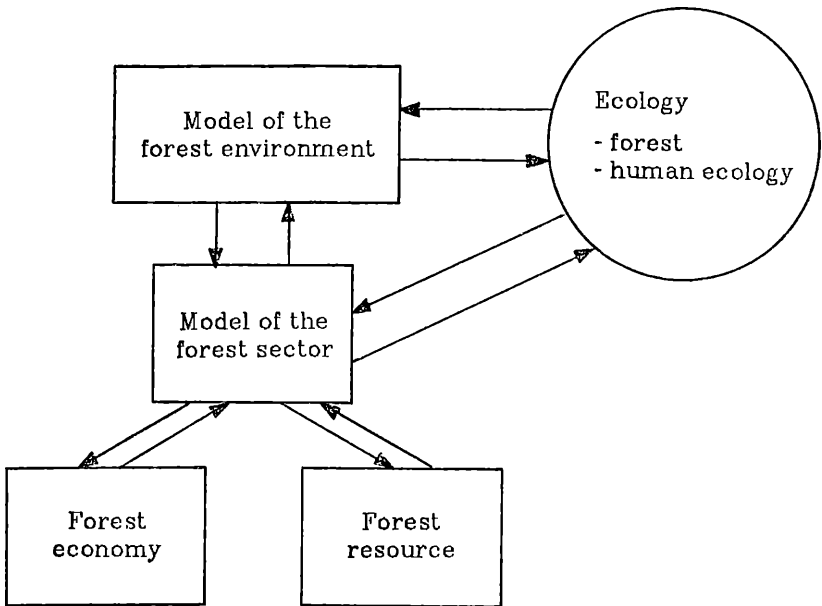 Model of the
forest environment
Ecology
- forest
- human ecology
Model of the
forest sector
Forest
economy
Forest
resource